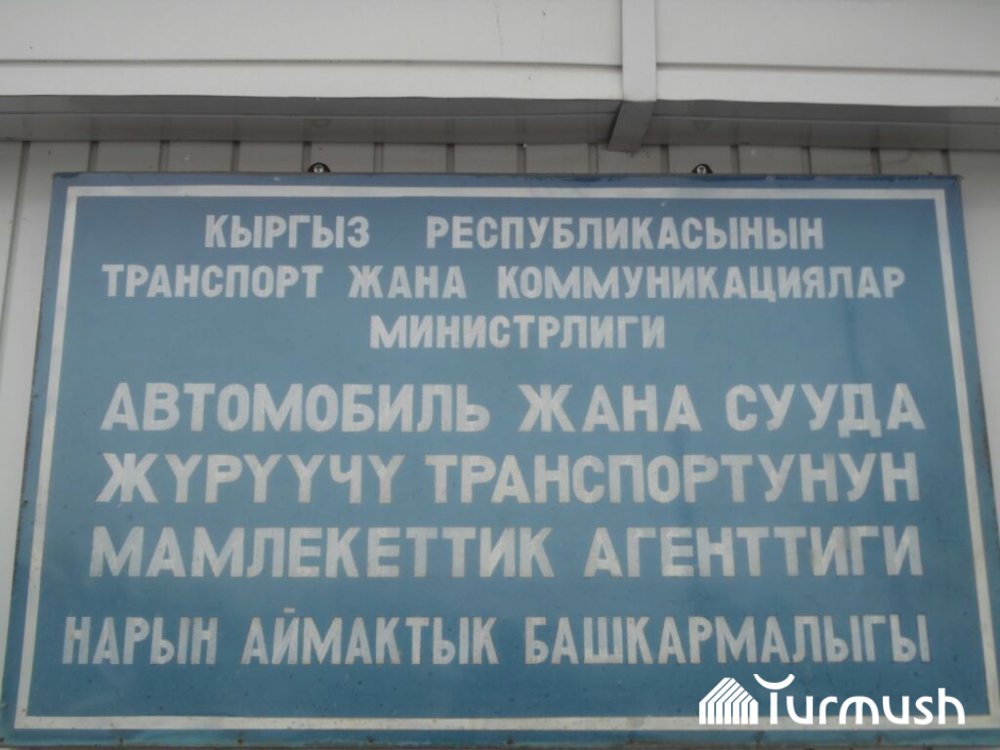 КЫРГЫЗ РЕСПУБЛИКАСЫНЫН
ТРАНСПОРТ ЖАНА КОММУНИКАЦИЯЛАР
МИНИСТРЛИГИ
АВТОМОБИЛЬ ЖАНА СУУДА
ЖҮРҮҮЧҮ ТРАНСПОРТУНУН
МАМЛЕКЕТТИК АГЕНТТИГИ
НАРЫН АЙМАКТЫК БАШКАРМАЛЫГЫ
Turmush